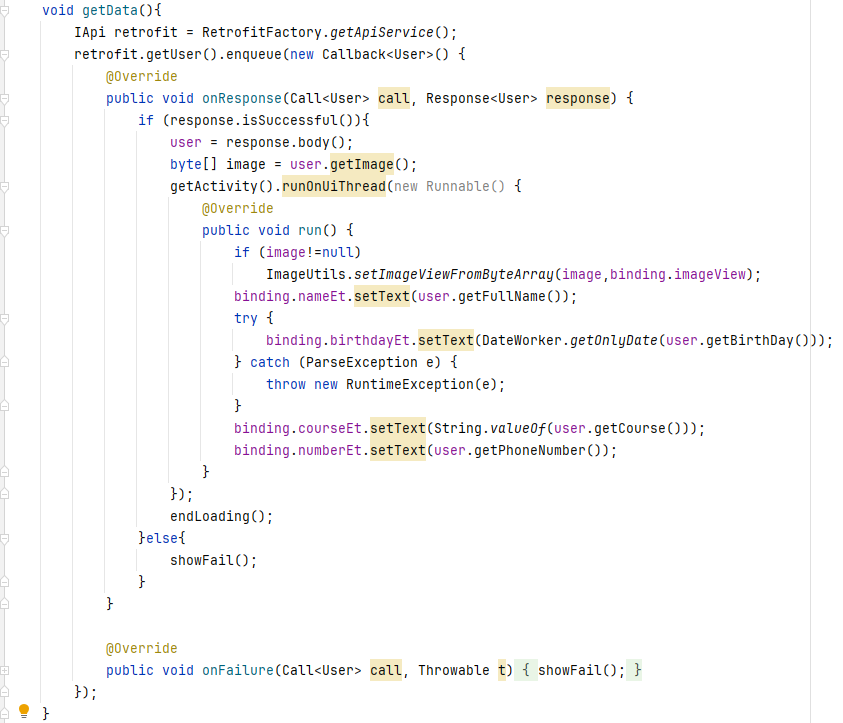 void getData(){
IApi retrofit = RetrofitFactory.getApiService();
retrofit.getUser().enqueue(new Callback<User>() {
@Override
public void onResponse(Call<User> call, Response<User> response) {
if (response.isSuccessful()){
user = response.body();
byte[] image = user.getImage();
getActivity().runOnUiThread(new Runnable() {
@Override
public void run() {
if (image!=null)
ImageUtils.setImageViewFromByteArray(image,binding.imageView);
binding.nameEt.setText(user.getFullName());
try {
binding.birthdayEt.setText(DateWorker.getOnlyDate(user.getBirthDay()));
} catch (ParseException e) {
throw new RuntimeException(e);
}
binding.courseEt.setText(String.valueOf(user.getCourse()));
binding.numberEt.setText(user.getPhoneNumber());
}
});
endLoading();
}else{
showFail();
}
}
@Override
public void onFailure(Call<User> call, Throwable t) { showFail(); }
});
}